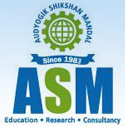 AUDYOGIK SHIKSHAN MANDAL
Since 1983
ASM
Education • Research • Consultancy